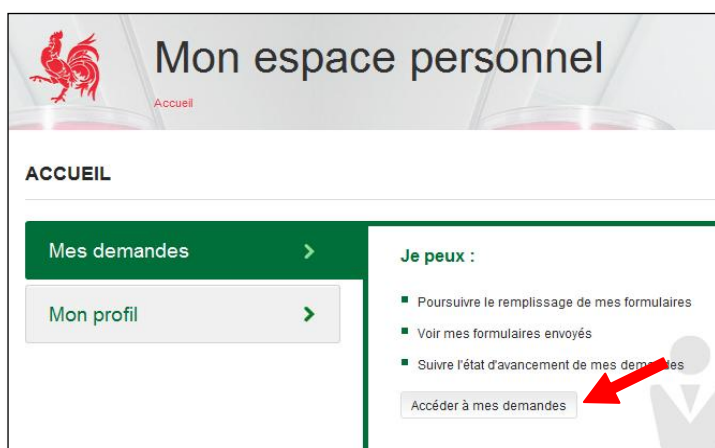 Mon espace personnel
Accueil
ACCUEIL
Mes demandes
Mon profil
Je peux :
Poursuivre le remplissage de mes formulaires
Voir mes formulaires envoyés
Suivre l'état d'avancement de mes demandes
Accéder à mes demandes